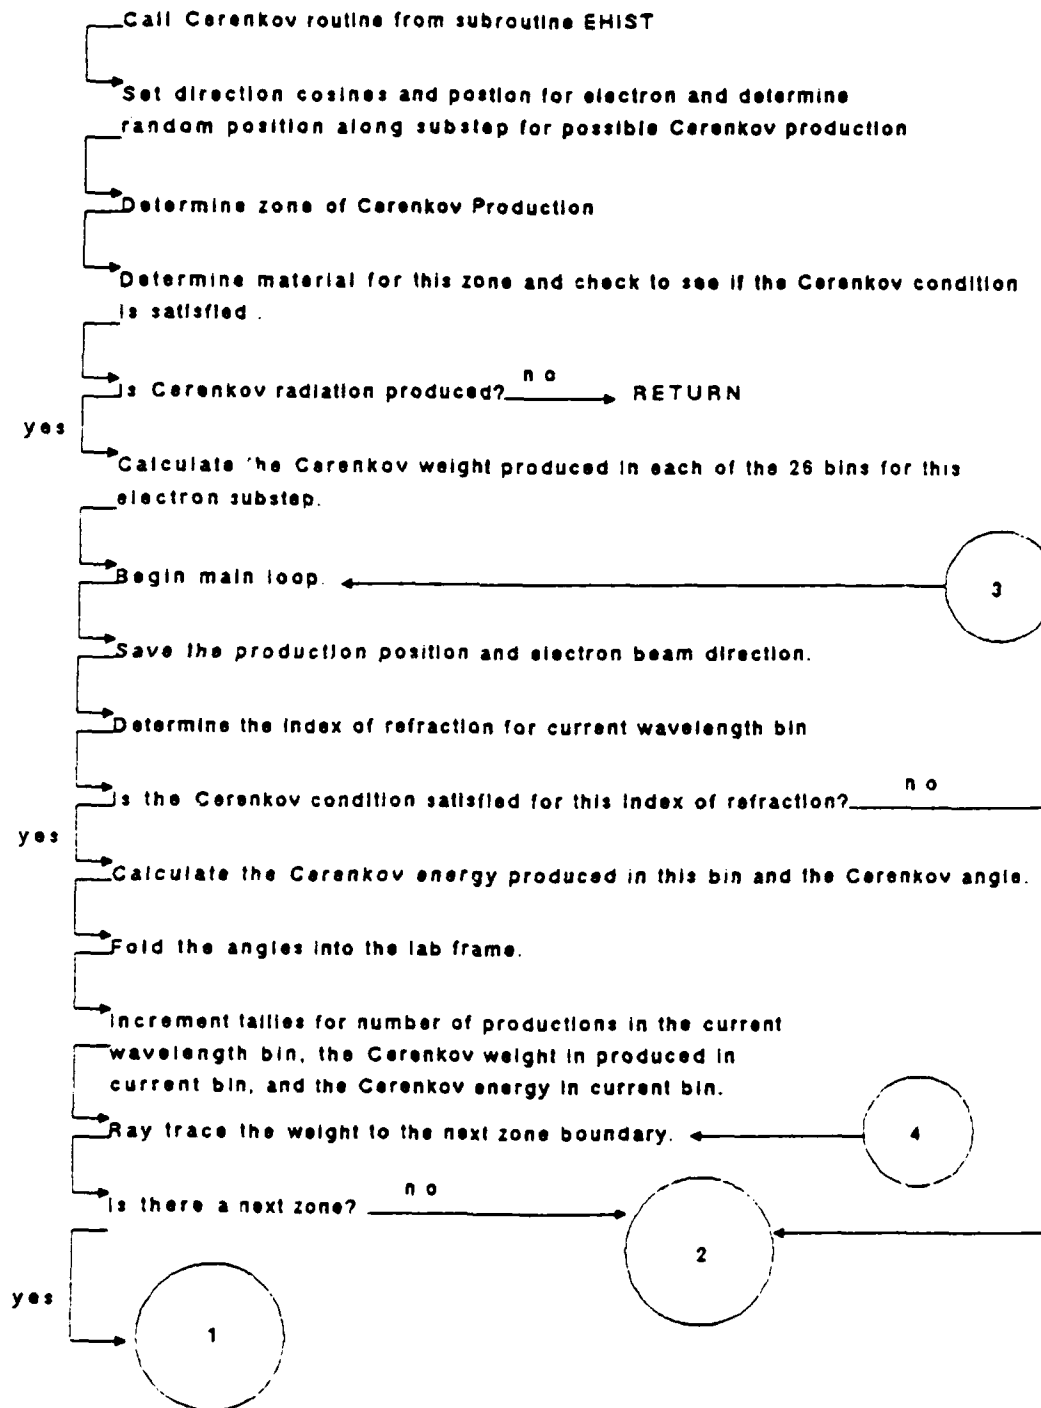 Call Cerenkov routine from subroutine EHIST
Set direction cosines and postion for electron and determine
random position along substep for possible Cerenkov production
Determine zone of Cerenkov Production
Determine material for this zone and check to see if the Cerenkov condition
is satisfied .
no
Is Cerenkov radiation produced? RETURN
yes
Calculate 'he Cerenkov weight produced in each of the 26 bins for this
electron substep.
Begin main loop.
3
Save the production position and electron beam direction.
Determine the index of refraction for current wavelength bin
no
Is the Cerenkov condition satisfied for this index of refraction?
yes
Calculate the Cerenkov energy produced in this bin and the Cerenkov angle.
Fold the angles into the lab frame.
Increment tallies for number of productions in the current
wavelength bin, the Cerenkov weight in produced in
current bin, and the Cerenkov energy in current bin.
Ray trace the weight to the next zone boundary.
4
no
Is there a next zone?
2
yes
1